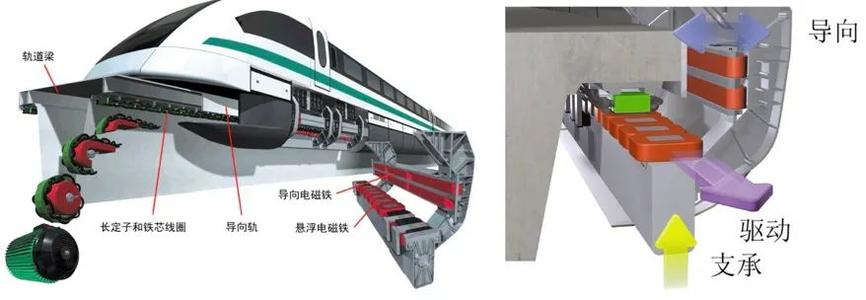 轨道梁
长定子和铁芯线圈
导向轨
导向电磁铁
悬浮电磁铁
导向
驱动
支承